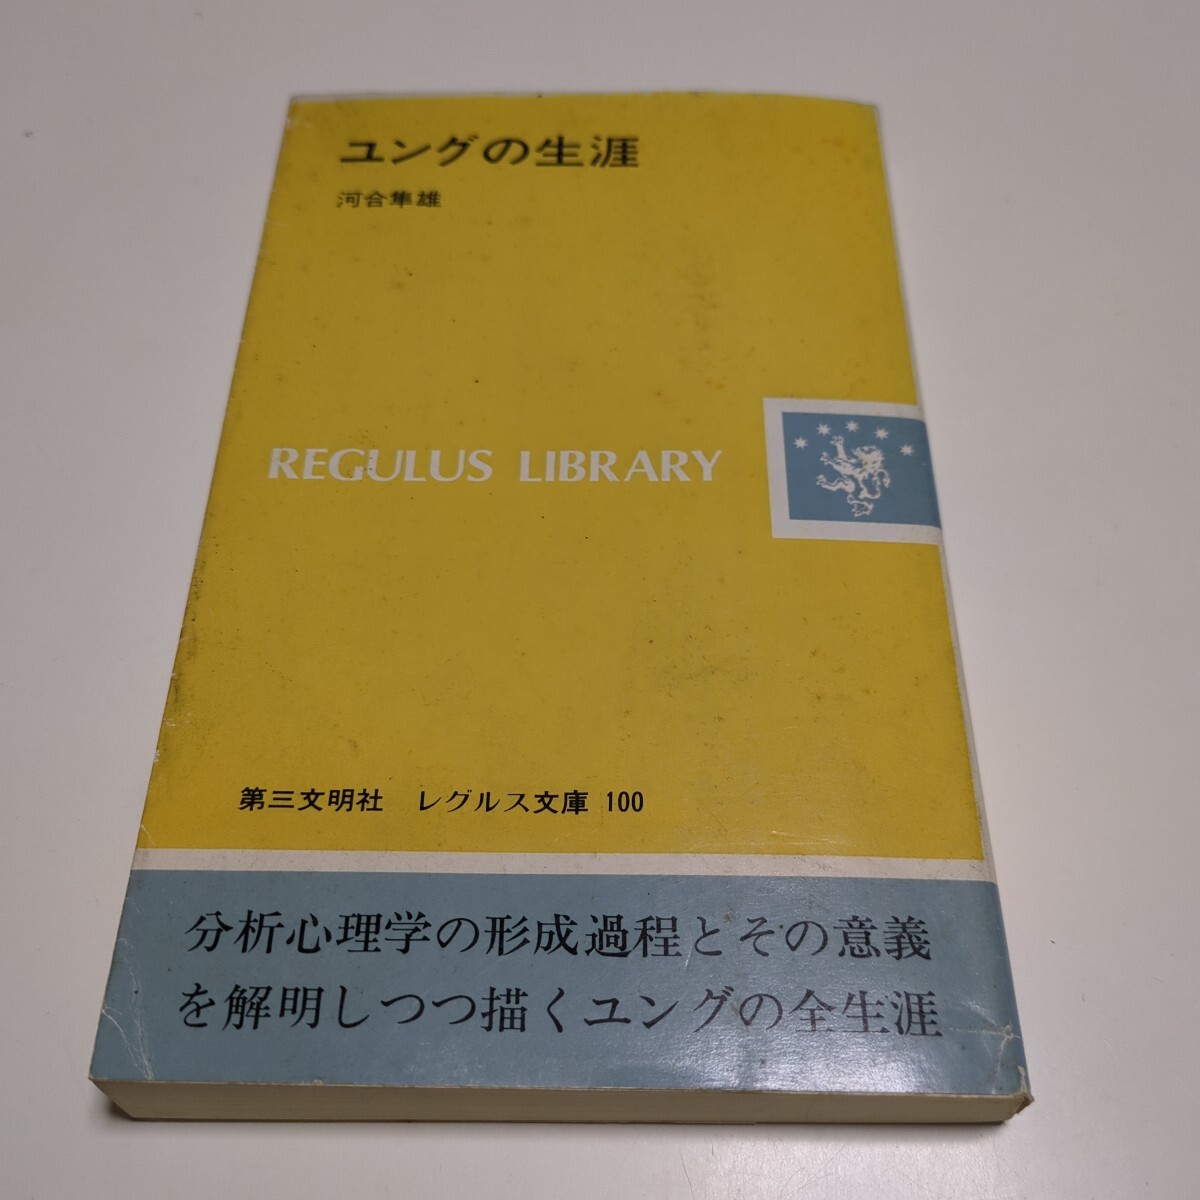 ユングの生涯
河合隼雄
REGULUS LIBRARY
第三文明社 レグルス文庫 100
分析心理学の形成過程とその意義
を解明しつつ描くユングの全生涯